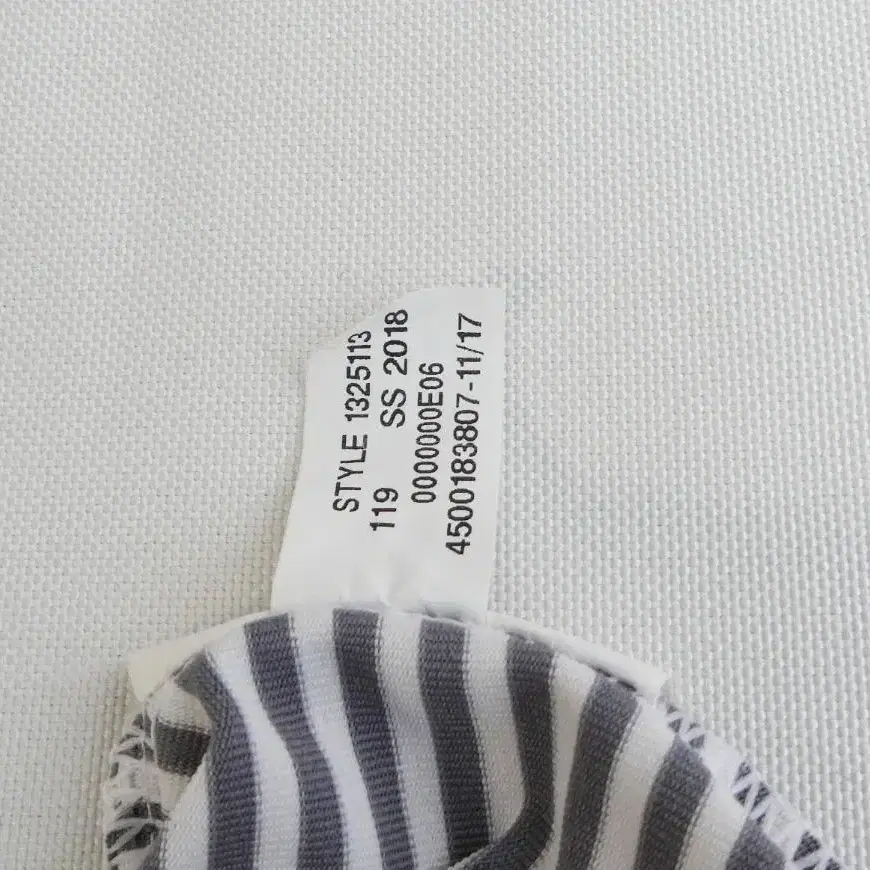 STYLE 1325113
119 SS 2018
0000000E06
4500183807-11/17